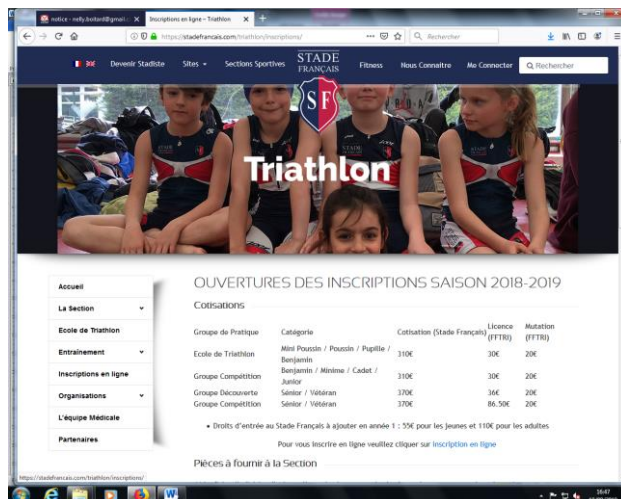 notice - nelly.boitard@gmail.c
Inscriptions en ligne – Triathlon
https://stadefrancais.com/triathlon/inscriptions/
Rechercher
Devenir Stadiste
Sites
Sections Sportives
STADE
FRANÇAIS
Fitness
Nous Connaitre
Me Connecter
Rechercher
SF
Triathlon
Accueil
La Section
Ecole de Triathlon
Entrainement
Inscriptions en ligne
Organisations
L'équipe Médicale
Partenaires
OUVERTURES DES INSCRIPTIONS SAISON 2018-2019
Cotisations
Groupe de Pratique Catégorie Cotisation (Stade Français) Licence (FFTRI) Mutation (FFTRI)
Ecole de Triethlon Mini Poussin / Poussin / Pupille / Benjamin 310€ 30€ 20€
Groupe Compétition Benjamin / Minime / Cadet / Junior 310€ 30€ 20€
Groupe Découverte Sénior / Vétéran 370€ 36€ 20€
Groupe Compétition Sénior / Vétéran 370€ 86.50€ 20€
• Droits d'entrée au Stade Français à ajouter en année 1 : 55€ pour les jeunes et 110€ pour les adultes
Pour vous inscrire en ligne veuillez cliquer sur inscription en ligne
Pièces à fournir à la Section
https://stadefrancais.com/triathlon/inscriptions/
16:47